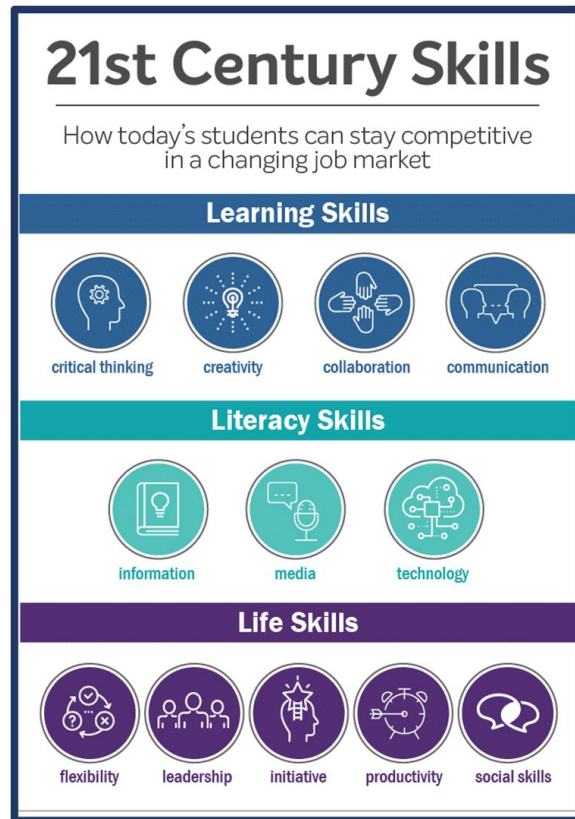 21st Century Skills
How today's students can stay competitive
in a changing job market
Learning Skills
critical thinking
creativity
collaboration
communication
Literacy Skills
information
media
technology
Life Skills
?
flexibility
leadership
initiative
productivity
social skills